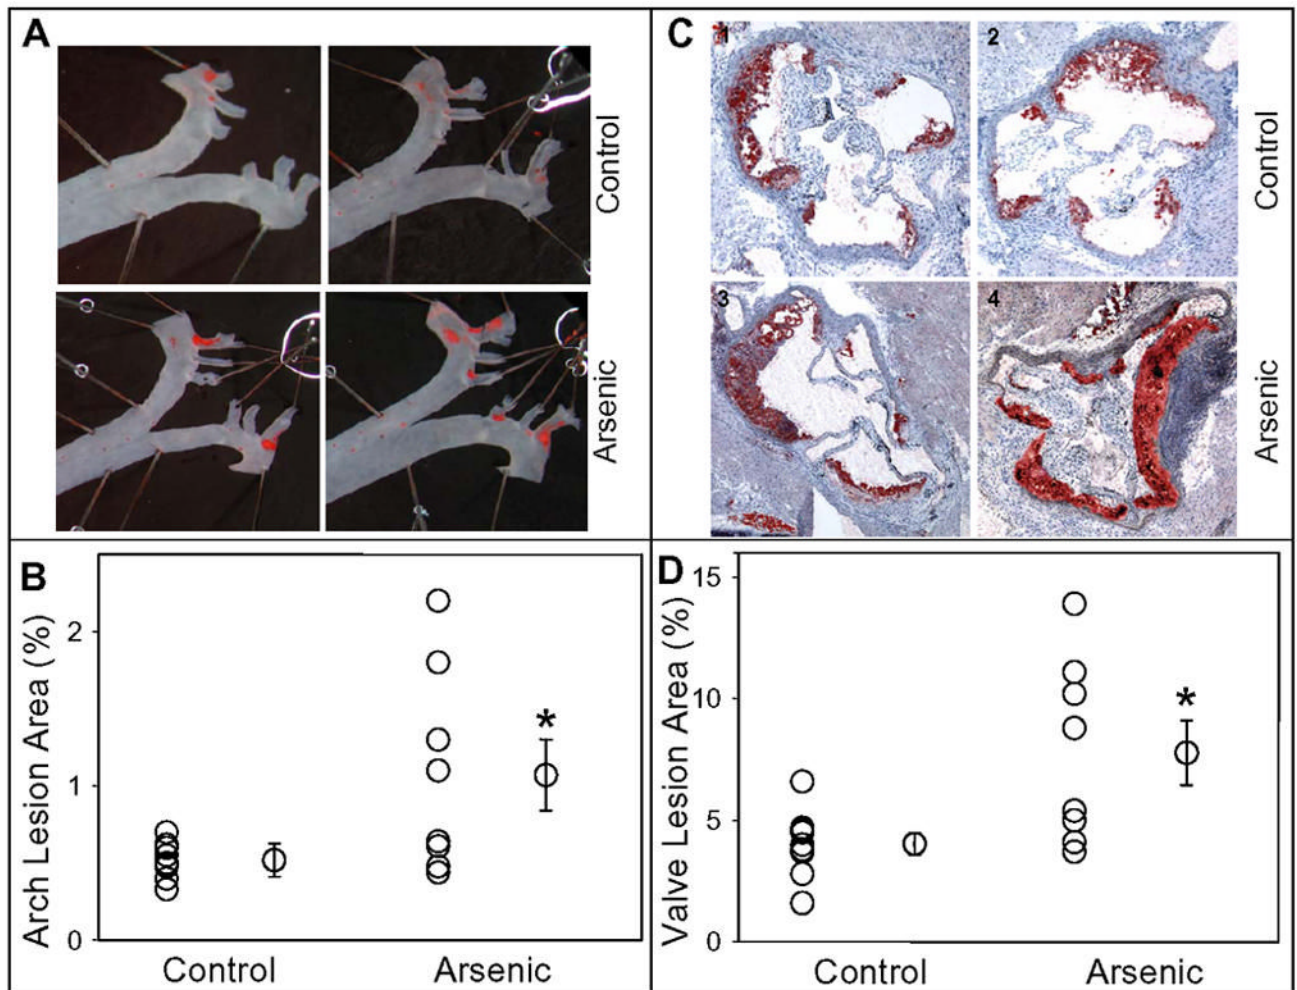 A
Control
Arsenic
C
1
2
Control
3
4
Arsenic
B
Arch Lesion Area (%)
2
1
0
*
Control
Arsenic
D
Valve Lesion Area (%)
15
10
5
0
*
Control
Arsenic